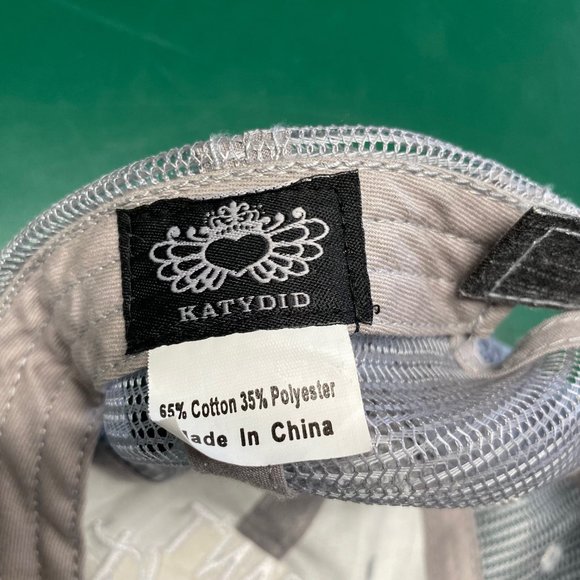 KATYDID
65% Cotton 35% Polyester
Made In China